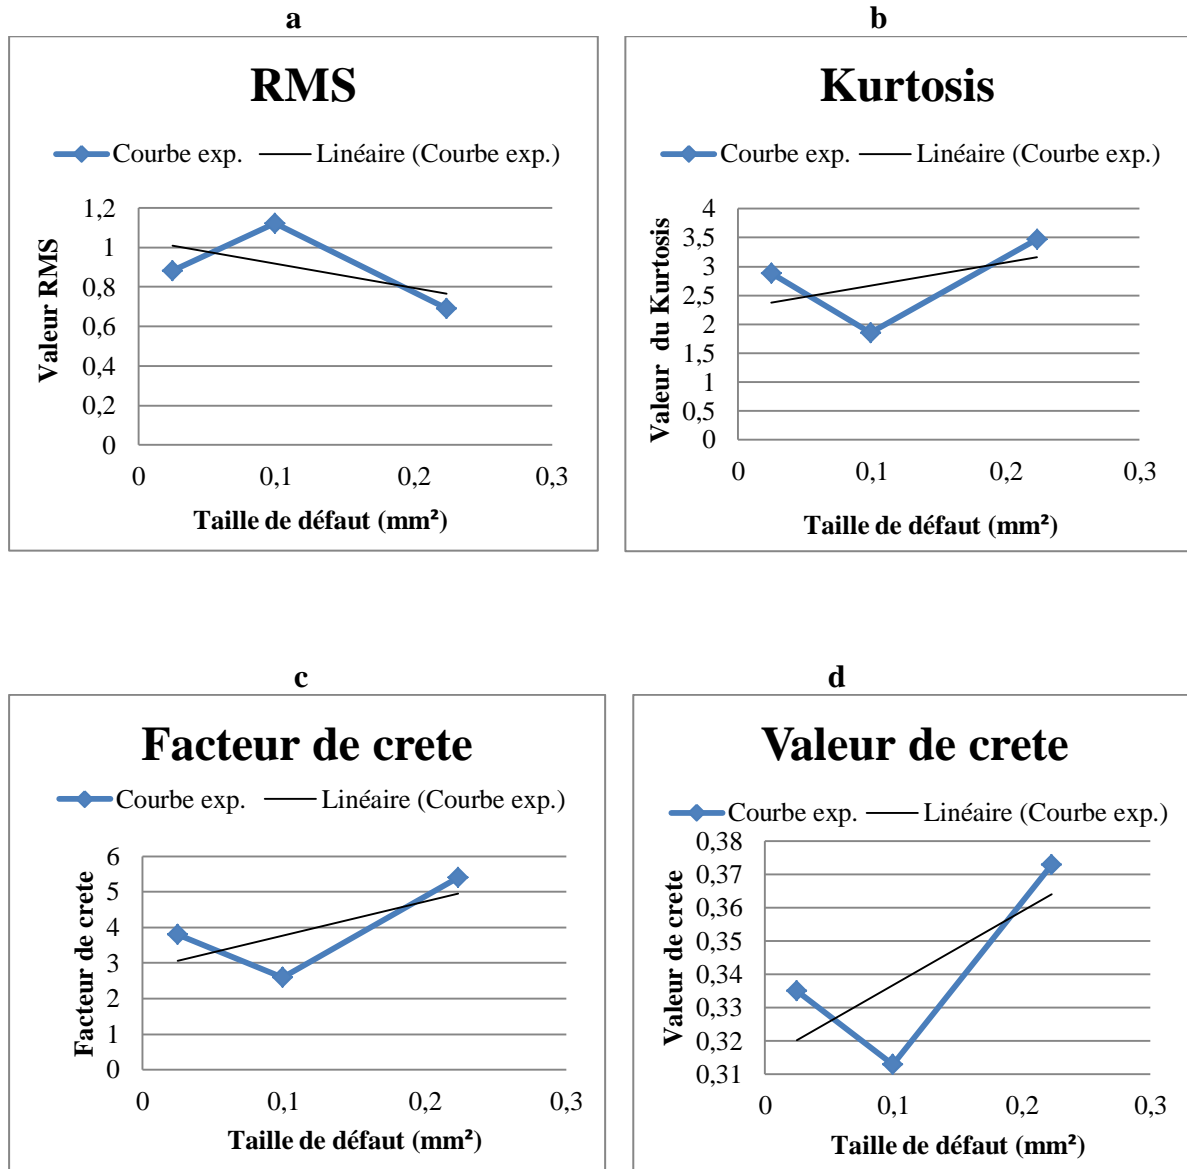 a
RMS
Courbe exp. Linéaire (Courbe exp.)
Valeur RMS
1,2
1
0,8
0,6
0,4
0,2
0
0 0,1 0,2 0,3
Taille de défaut (mm²)
b
Kurtosis
Courbe exp. Linéaire (Courbe exp.)
Valeur du Kurtosis
4
3,5
3
2,5
2
1,5
1
0,5
0
0 0,1 0,2 0,3
Taille de défaut (mm²)
c
Facteur de crete
Courbe exp. Linéaire (Courbe exp.)
Facteur de crete
6
5
4
3
2
1
0
0 0,1 0,2 0,3
Taille de défaut (mm²)
d
Valeur de crete
Courbe exp. Linéaire (Courbe exp.)
Valeur de crete
0,38
0,37
0,36
0,35
0,34
0,33
0,32
0,31
0 0,1 0,2 0,3
Taille de défaut (mm²)